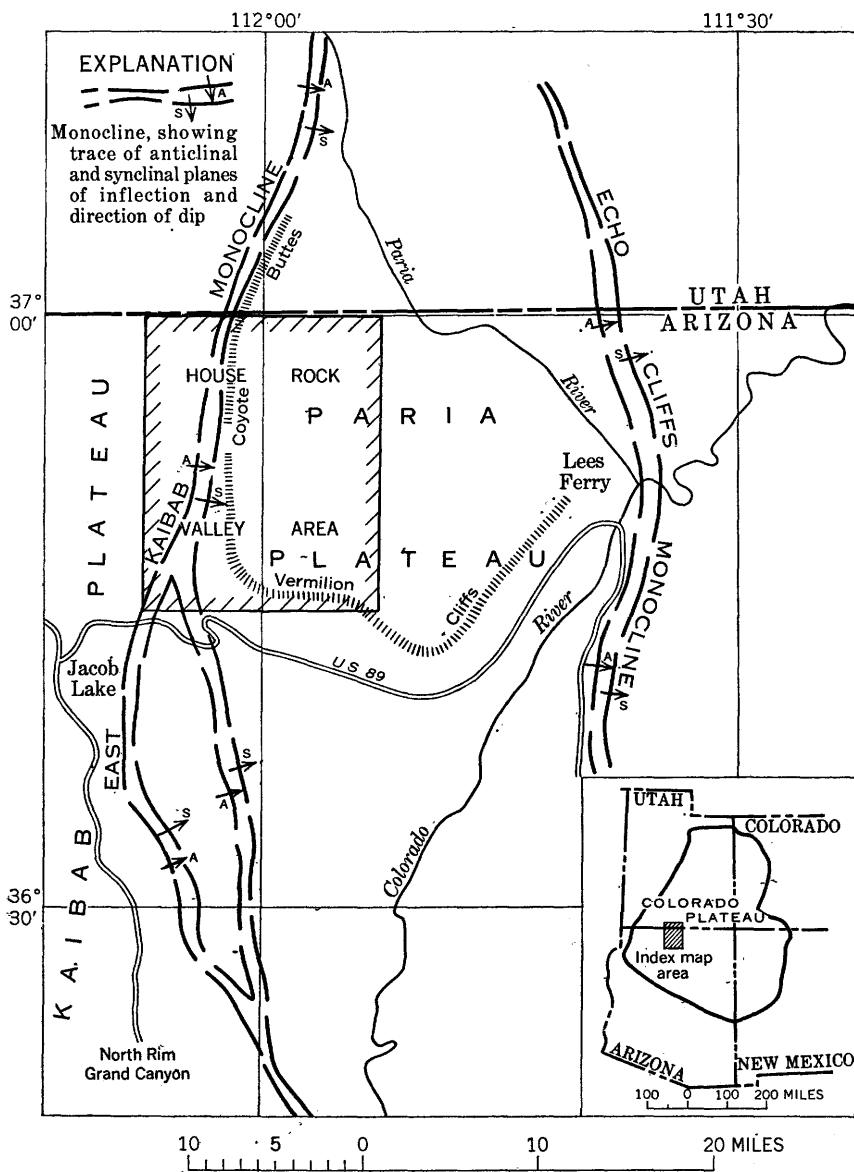 112°00'
111°30'
EXPLANATION
A
S
Monocline, showing
trace of anticlinal
and synclinal planes
of inflection and
direction of dip
A
S
MONOCLINE
Buttes
Paria
ECHO
37°
00'
UTAH
ARIZONA
A
S
CLIFFS
PLATEAU
HOUSE ROCK
Coyote
PARIA
River
Lees
Ferry
A
S
KAIBAB
VALLEY AREA
PLATEAU
Vermilion
Cliffs
River
MONOCLINE
US 89
A
S
Jacob
Lake
EAST
S
A
S
A
Colorado
KAIBAB
36°
30'
North Rim
Grand Canyon
UTAH
COLORADO
COLORADO
PLATEAU
Index map
area
ARIZONA
NEW MEXICO
100 0 100 200 MILES
10 5 0 10 20 MILES